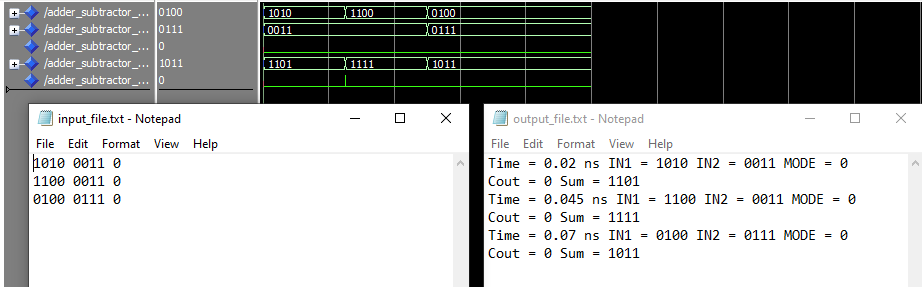 /adder_subtractor_... 0100 1010 1100 0100
/adder_subtractor_... 0111 0011 0111
/adder_subtractor_... 0
/adder_subtractor_... 1011 1101 1111 1011
/adder_subtractor_... 0
input_file.txt - Notepad
File Edit Format View Help
1010 0011 0
1100 0011 0
0100 0111 0
output_file.txt - Notepad
File Edit Format View Help
Time = 0.02 ns IN1 = 1010 IN2 = 0011 MODE = 0
Cout = 0 Sum = 1101
Time = 0.045 ns IN1 = 1100 IN2 = 0011 MODE = 0
Cout = 0 Sum = 1111
Time = 0.07 ns IN1 = 0100 IN2 = 0111 MODE = 0
Cout = 0 Sum = 1011